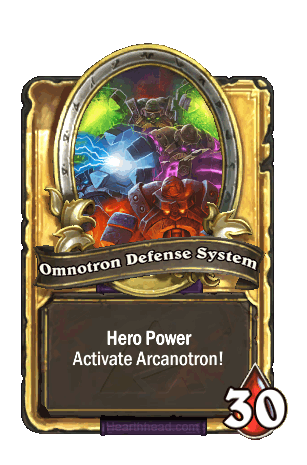 Omnotron Defense System
Hero Power
Activate Arcanotron!
30
Hearthhead.com